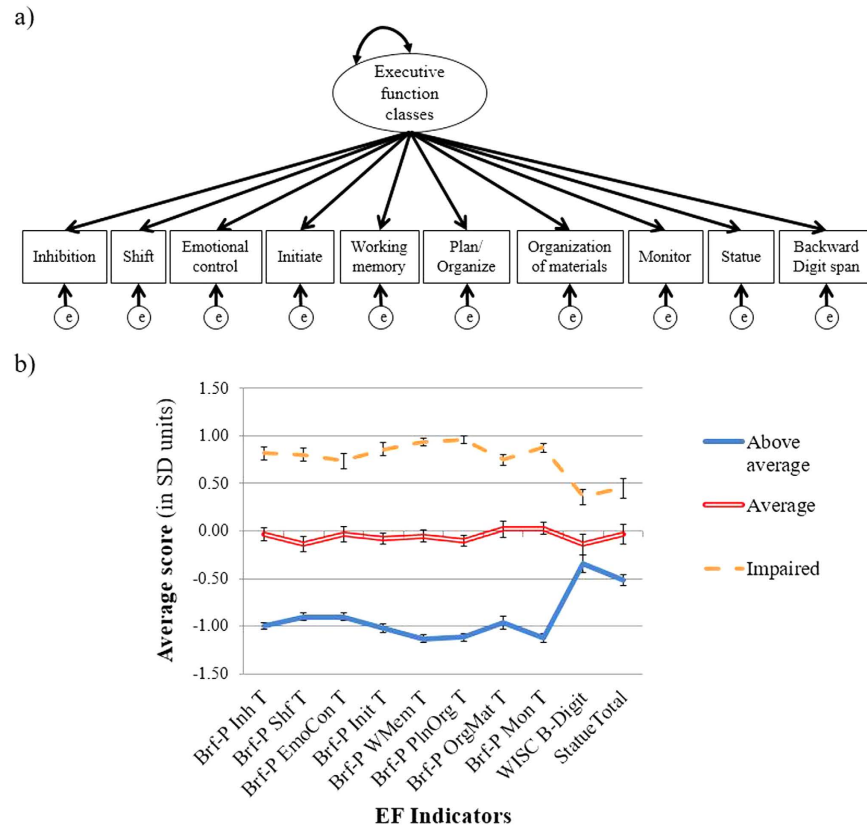 a)
Executive
function
classes
Inhibition
Shift
Emotional
control
Initiate
Working
memory
Plan/
Organize
Organization
of materials
Monitor
Statue
Backward
Digit span
e e e e e e e e e e
b)
Average score (in SD units)
1.50
1.00
0.50
0.00
-0.50
-1.00
-1.50
Brf-P Inh T
Brf-P Shf T
Brf-P EmoCon T
Brf-P Init T
Brf-P WMem T
Brf-P PlnOrg T
Brf-P OrgMat T
Brf-P Mon T
WISC B-Digit
StatueTotal
EF Indicators
Above
average
Average
Impaired